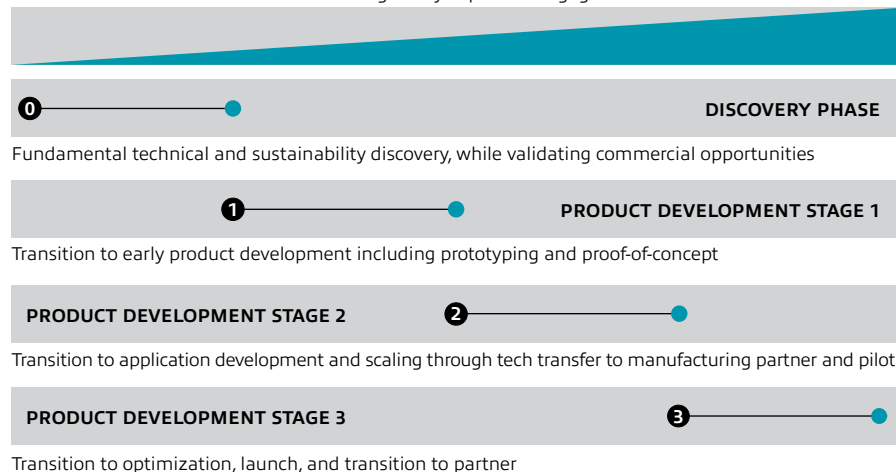 0
DISCOVERY PHASE
Fundamental technical and sustainability discovery, while validating commercial opportunities
1
PRODUCT DEVELOPMENT STAGE 1
Transition to early product development including prototyping and proof-of-concept
PRODUCT DEVELOPMENT STAGE 2
2
Transition to application development and scaling through tech transfer to manufacturing partner and pilot
PRODUCT DEVELOPMENT STAGE 3
3
Transition to optimization, launch, and transition to partner